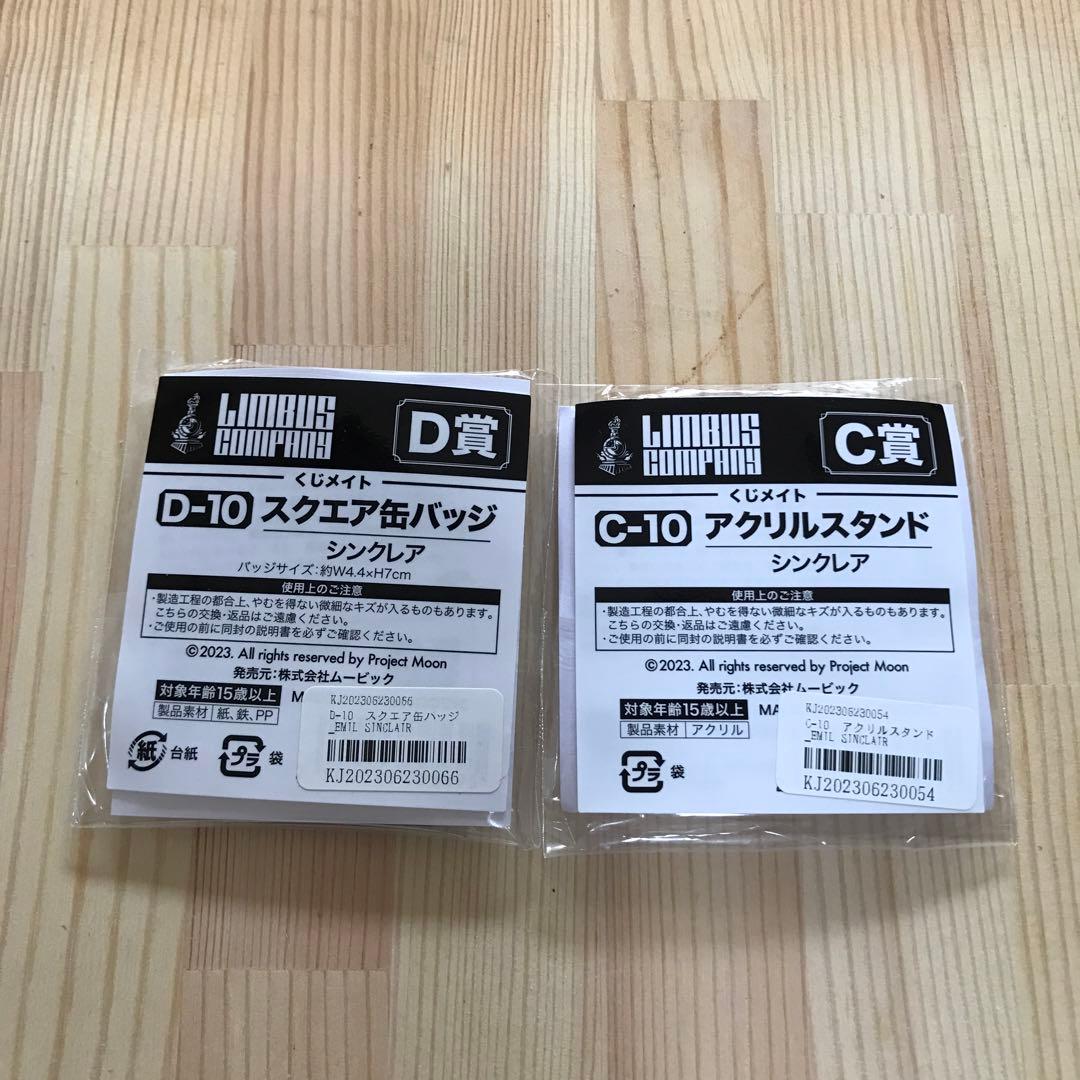 LIMBUS
COMPANY
D賞
くじメイト
D-10 スクエア缶バッジ
シンクレア
バッジサイズ:約W4.4×H7cm
使用上のご注意
・製造工程の都合上、やむを得ない微細なキズが入るものもあります。
こちらの交換・返品はご遠慮ください。
・ご使用の前に同封の説明書を必ずご確認ください。
©2023. All rights reserved by Project Moon
発売元:株式会社ムービック
対象年齢15歳以上
製品素材 紙、鉄、PP
紙 台紙
プラ 袋
KJ202306230066
D-10 スクエア缶バッジ
_EMIL SINCLAIR
KJ202306230066
LIMBUS
COMPANY
C賞
くじメイト
C-10 アクリルスタンド
シンクレア
使用上のご注意
・製造工程の都合上、やむを得ない微細なキズが入るものもあります。
こちらの交換・返品はご遠慮ください。
・ご使用の前に同封の説明書を必ずご確認ください。
©2023. All rights reserved by Project Moon
発売元:株式会社ムービック
対象年齢15歳以上 MA
製品素材 アクリル
プラ 袋
KJ202306230054
C-10 アクリルスタンド
_EMIL SINCLAIR
KJ202306230054